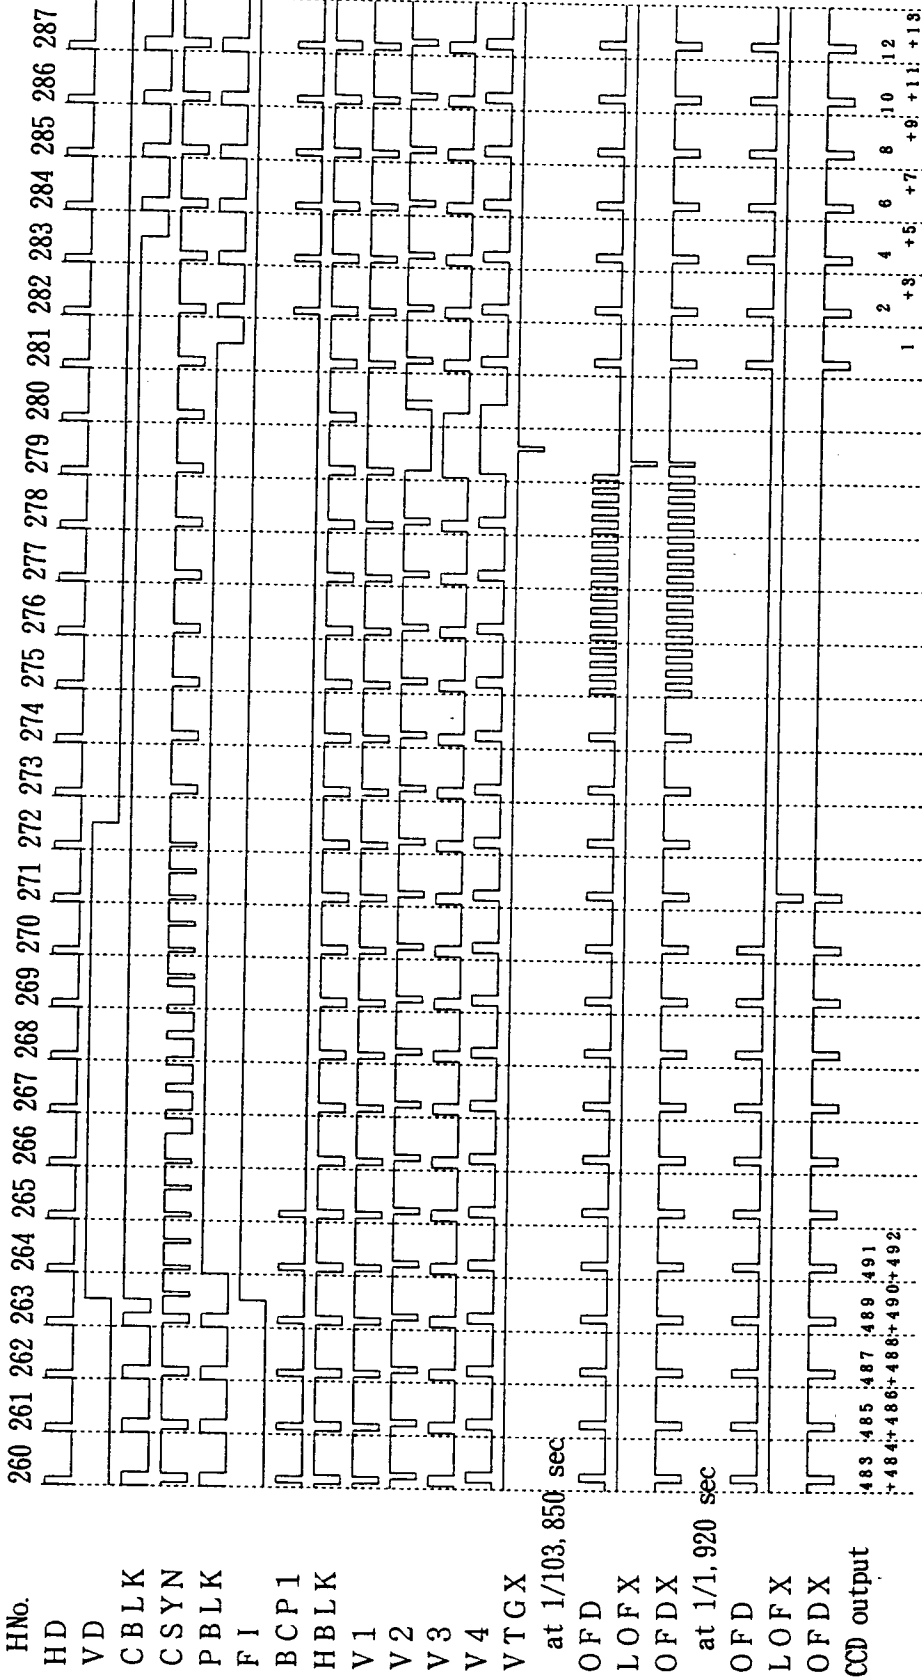 HNo. 260 261 262 263 264 265 266 267 268 269 270 271 272 273 274 275 276 277 278 279 280 281 282 283 284 285 286 287
HD
VD
CBLK
CSYN
PBLK
FI
BCP1
HBLK
V1
V2
V3
V4
VTGX
at 1/103,850 sec
OFD
LOFX
OFDX
at 1/1,920 sec
OFD
LOFX
OFDX
CCD output
483 485 487 489 491 1 2 4 6 8 10 12
+484+486+488+490+492 +3 +5 +7 +9 +11 +13